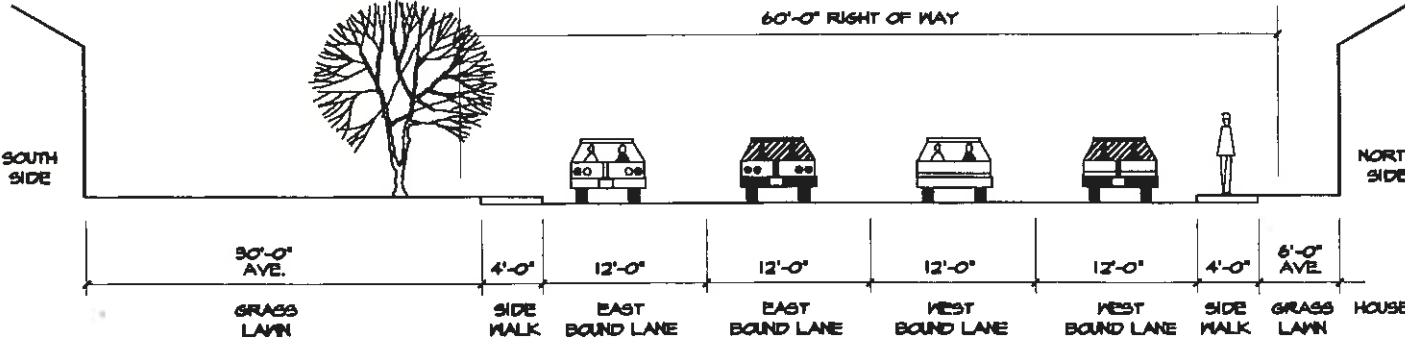 60'-0" RIGHT OF WAY
SOUTH
SIDE
NORT
SIDE
30'-0"
AVE.
4'-0"
12'-0"
12'-0"
12'-0"
12'-0"
4'-0"
6'-0"
AVE
GRASS
LAWN
SIDE
WALK
EAST
BOUND LANE
EAST
BOUND LANE
WEST
BOUND LANE
WEST
BOUND LANE
SIDE
WALK
GRASS
LAWN
HOUSE